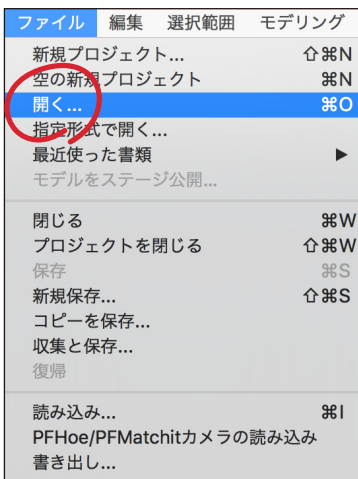 ファイル 編集 選択範囲 モデリング
新規プロジェクト... ⇧⌘N
空の新規プロジェクト ⌘N
開く... ⌘O
指定形式で開く...
最近使った書類 ▶
モデルをステージ公開...
閉じる ⌘W
プロジェクトを閉じる ⇧⌘W
保存 ⌘S
新規保存... ⇧⌘S
コピーを保存...
収集と保存...
復帰
読み込み... ⌘I
PFHoe/PFMatchitカメラの読み込み
書き出し...